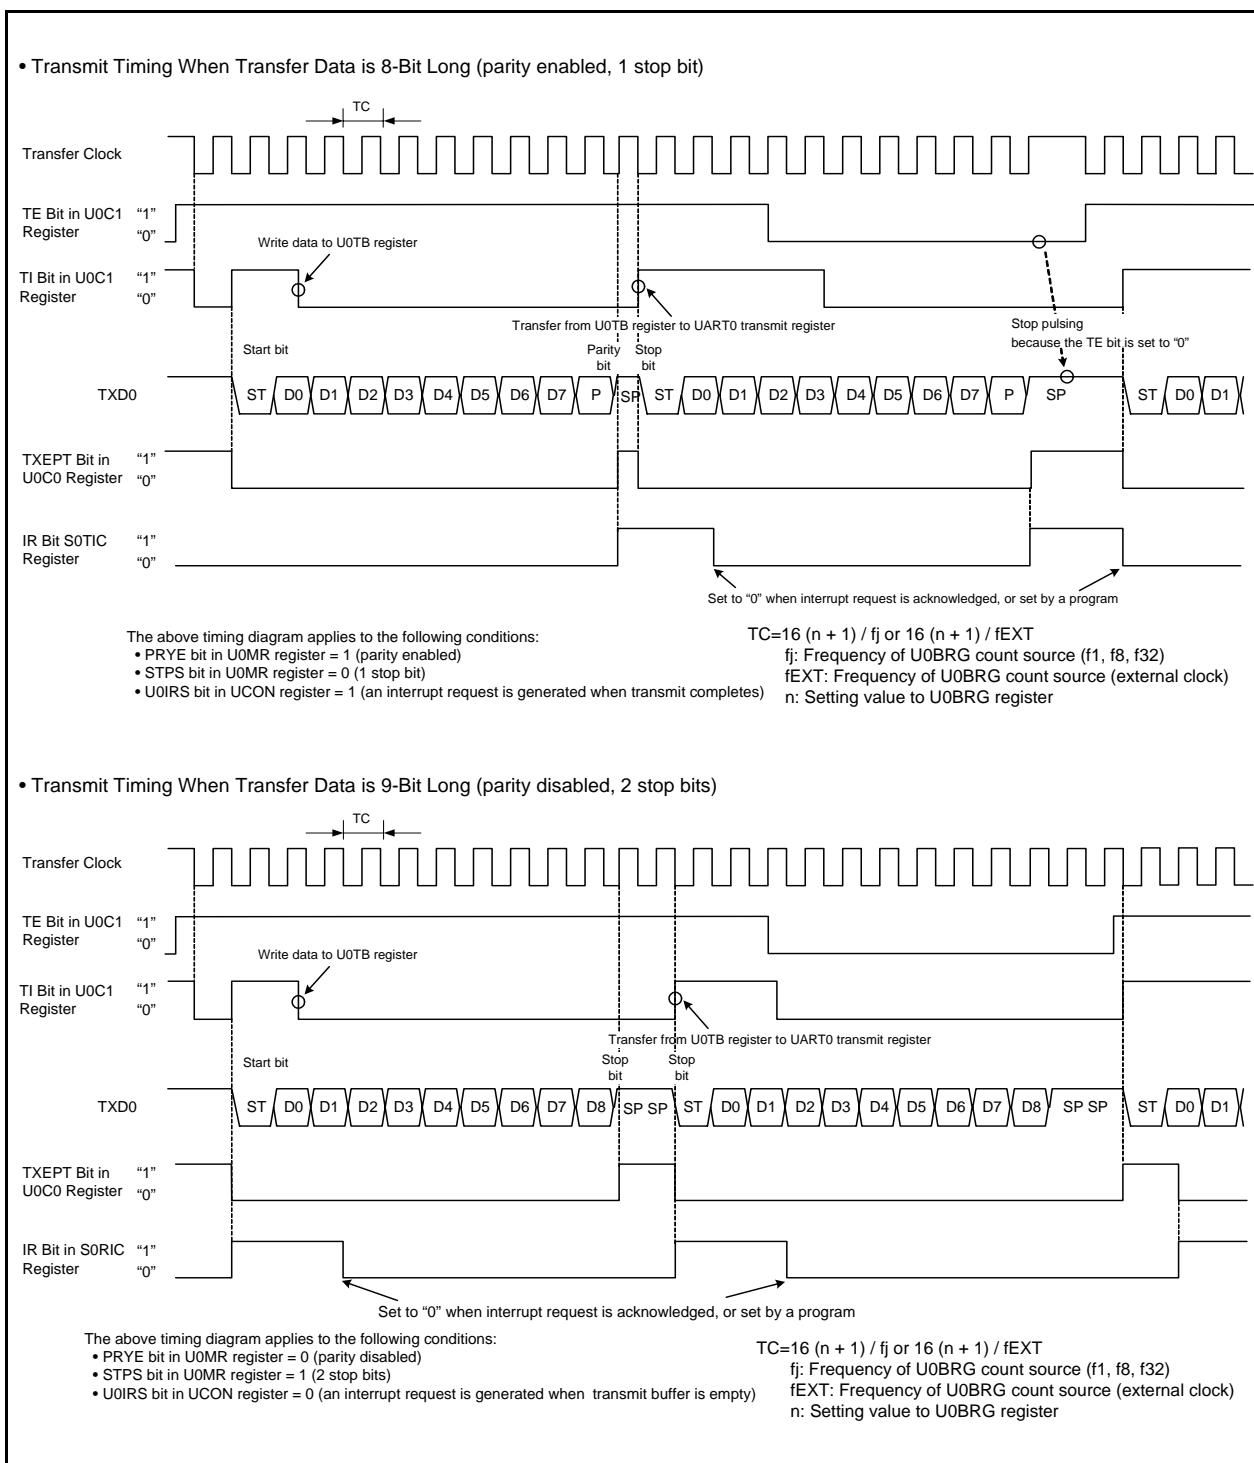 • Transmit Timing When Transfer Data is 8-Bit Long (parity enabled, 1 stop bit)
TC
Transfer Clock
TE Bit in U0C1 “1”
Register “0”
Write data to U0TB register
TI Bit in U0C1 “1”
Register “0”
Transfer from U0TB register to UART0 transmit register
Stop pulsing
because the TE bit is set to “0”
Start bit
Parity Stop
bit bit
TXD0 ST D0 D1 D2 D3 D4 D5 D6 D7 P SP ST D0 D1 D2 D3 D4 D5 D6 D7 P SP ST D0 D1
TXEPT Bit in “1”
U0C0 Register “0”
IR Bit S0TIC “1”
Register “0”
Set to “0” when interrupt request is acknowledged, or set by a program
The above timing diagram applies to the following conditions:
• PRYE bit in U0MR register = 1 (parity enabled)
• STPS bit in U0MR register = 0 (1 stop bit)
• U0IRS bit in UCON register = 1 (an interrupt request is generated when transmit completes)
TC=16 (n + 1) / fj or 16 (n + 1) / fEXT
fj: Frequency of U0BRG count source (f1, f8, f32)
fEXT: Frequency of U0BRG count source (external clock)
n: Setting value to U0BRG register
• Transmit Timing When Transfer Data is 9-Bit Long (parity disabled, 2 stop bits)
TC
Transfer Clock
TE Bit in U0C1 “1”
Register “0”
Write data to U0TB register
TI Bit in U0C1 “1”
Register “0”
Transfer from U0TB register to UART0 transmit register
Start bit
Stop Stop
bit bit
TXD0 ST D0 D1 D2 D3 D4 D5 D6 D7 D8 SP SP ST D0 D1 D2 D3 D4 D5 D6 D7 D8 SP SP ST D0 D1
TXEPT Bit in “1”
U0C0 Register “0”
IR Bit in S0RIC “1”
Register “0”
Set to “0” when interrupt request is acknowledged, or set by a program
The above timing diagram applies to the following conditions:
• PRYE bit in U0MR register = 0 (parity disabled)
• STPS bit in U0MR register = 1 (2 stop bits)
• U0IRS bit in UCON register = 0 (an interrupt request is generated when transmit buffer is empty)
TC=16 (n + 1) / fj or 16 (n + 1) / fEXT
fj: Frequency of U0BRG count source (f1, f8, f32)
fEXT: Frequency of U0BRG count source (external clock)
n: Setting value to U0BRG register